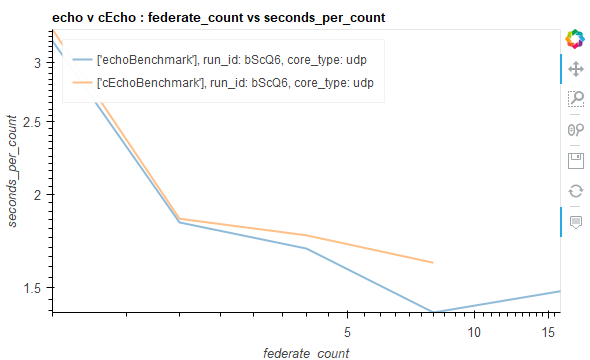 echo v cEcho : federate_count vs seconds_per_count
['echoBenchmark'], run_id: bScQ6, core_type: udp
['cEchoBenchmark'], run_id: bScQ6, core_type: udp
seconds_per_count
3
2.5
2
1.5
5
10
15
federate_count